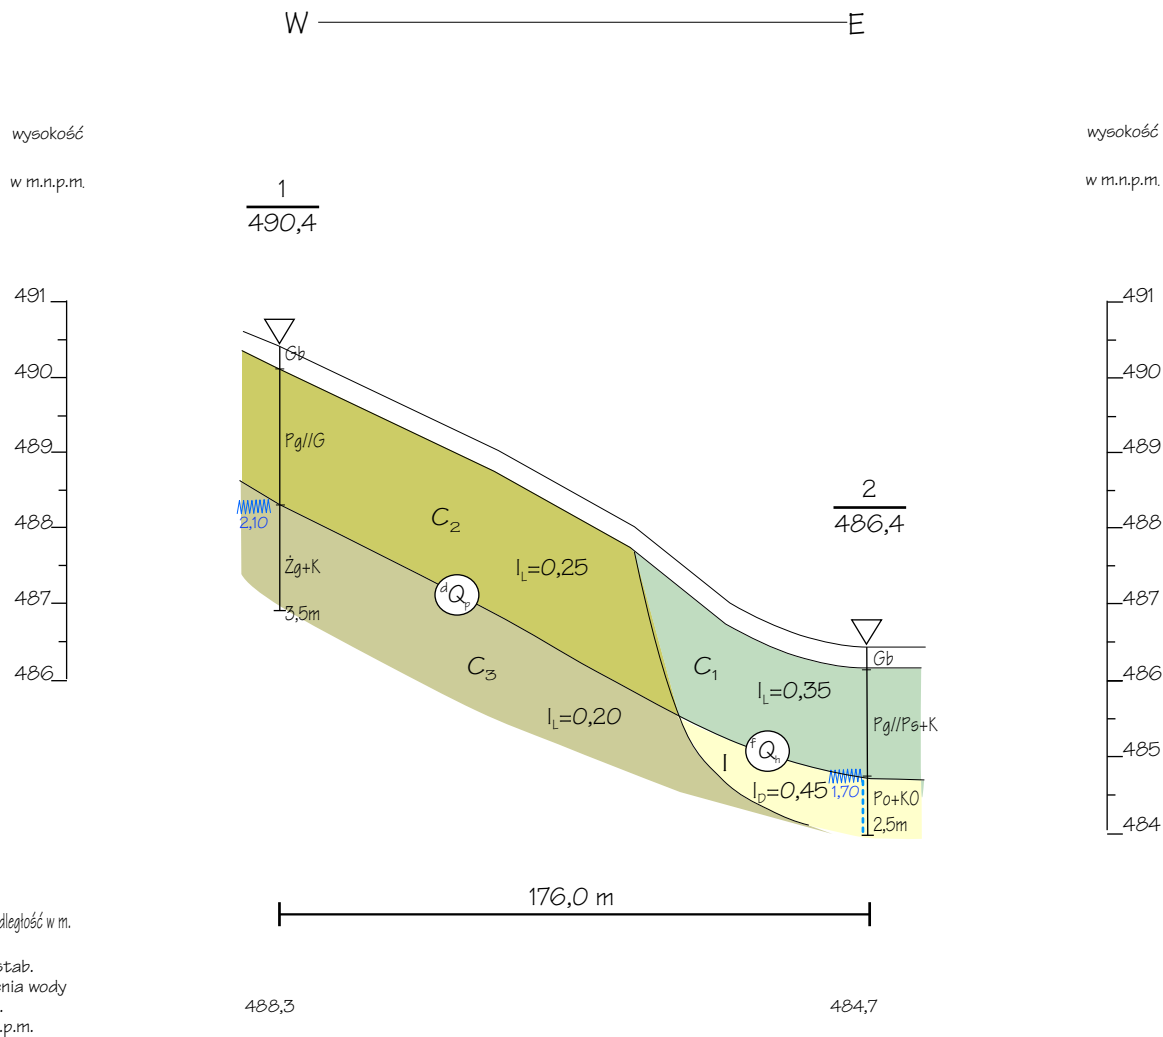 W E
wysokość wysokość
w m.n.p.m. w m.n.p.m.
1
490,4
491 491
Gb
490 490
Pg//G
489 489
2
486,4
488 488
2,10
C2
IL=0,25
Żg+K
dQp
487 487
3,5m
Gb
486 486
C3
C1
IL=0,35
IL=0,20
Pg//Ps+K
fQh
485
I
ID=0,45
1,70
Po+KO
2,5m
484
176,0 m
dległość w m.
stab.
nia wody
.p.m.
488,3 484,7